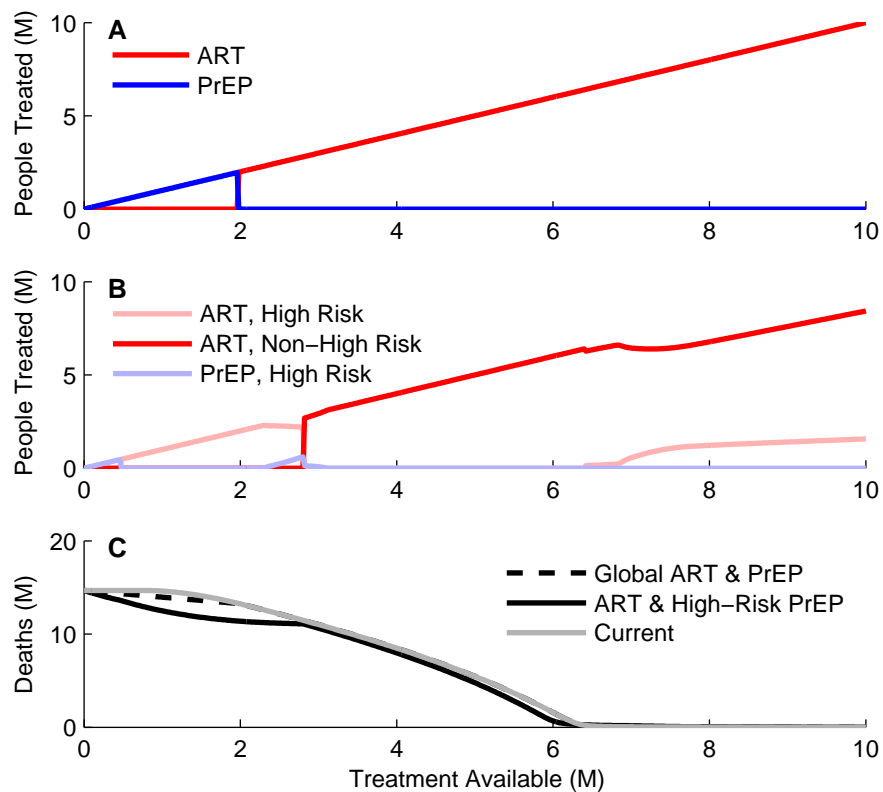 A
ART
PrEP
People Treated (M)
10
5
0
0 2 4 6 8 10
B
ART, High Risk
ART, Non−High Risk
PrEP, High Risk
People Treated (M)
10
5
0
0 2 4 6 8 10
C
Global ART & PrEP
ART & High−Risk PrEP
Current
Deaths (M)
20
10
0
0 2 4 6 8 10
Treatment Available (M)